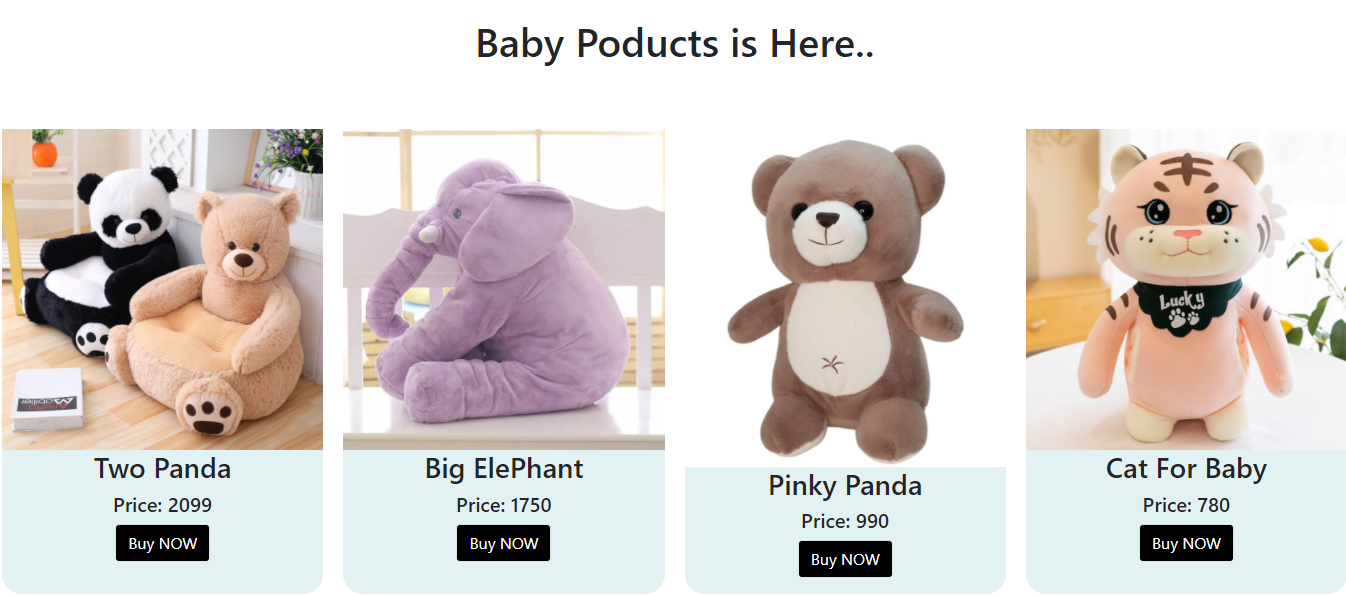 Baby Poducts is Here..
Lucky
Two Panda
Price: 2099
Buy NOW
Big ElePhant
Price: 1750
Buy NOW
Pinky Panda
Price: 990
Buy NOW
Cat For Baby
Price: 780
Buy NOW